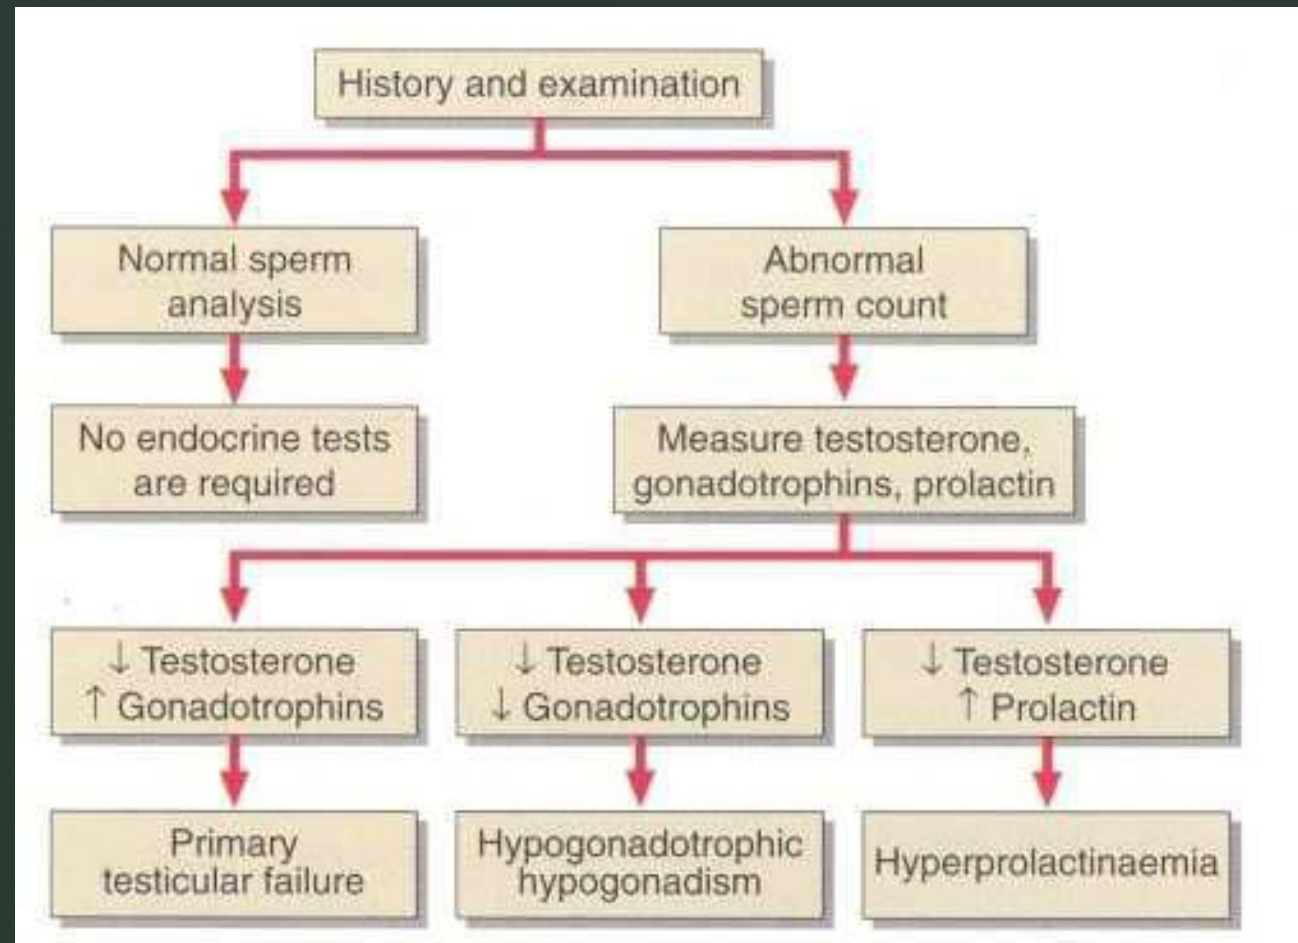 History and examination
Normal sperm
analysis
Abnormal
sperm count
No endocrine tests
are required
Measure testosterone,
gonadotrophins, prolactin
↓ Testosterone
↑ Gonadotrophins
↓ Testosterone
↓ Gonadotrophins
↓ Testosterone
↑ Prolactin
Primary
testicular failure
Hypogonadotrophic
hypogonadism
Hyperprolactinaemia